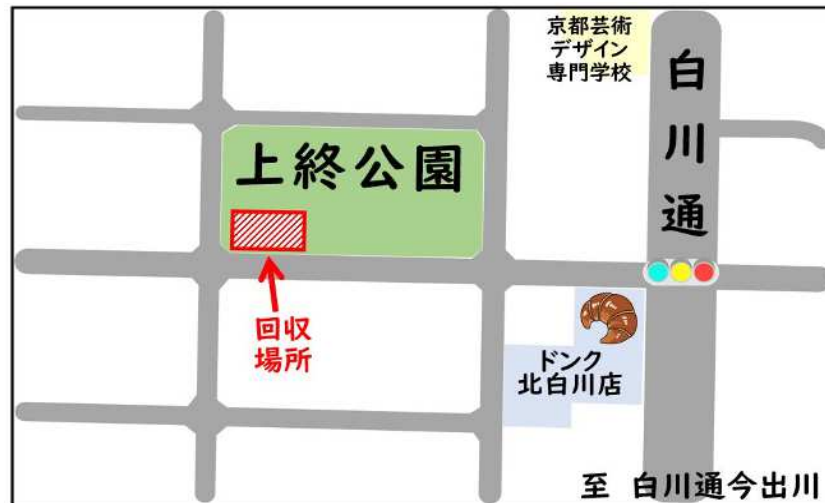 京都芸術
デザイン
専門学校
白川通
上終公園
回収
場所
ドンク
北白川店
至 白川通今出川